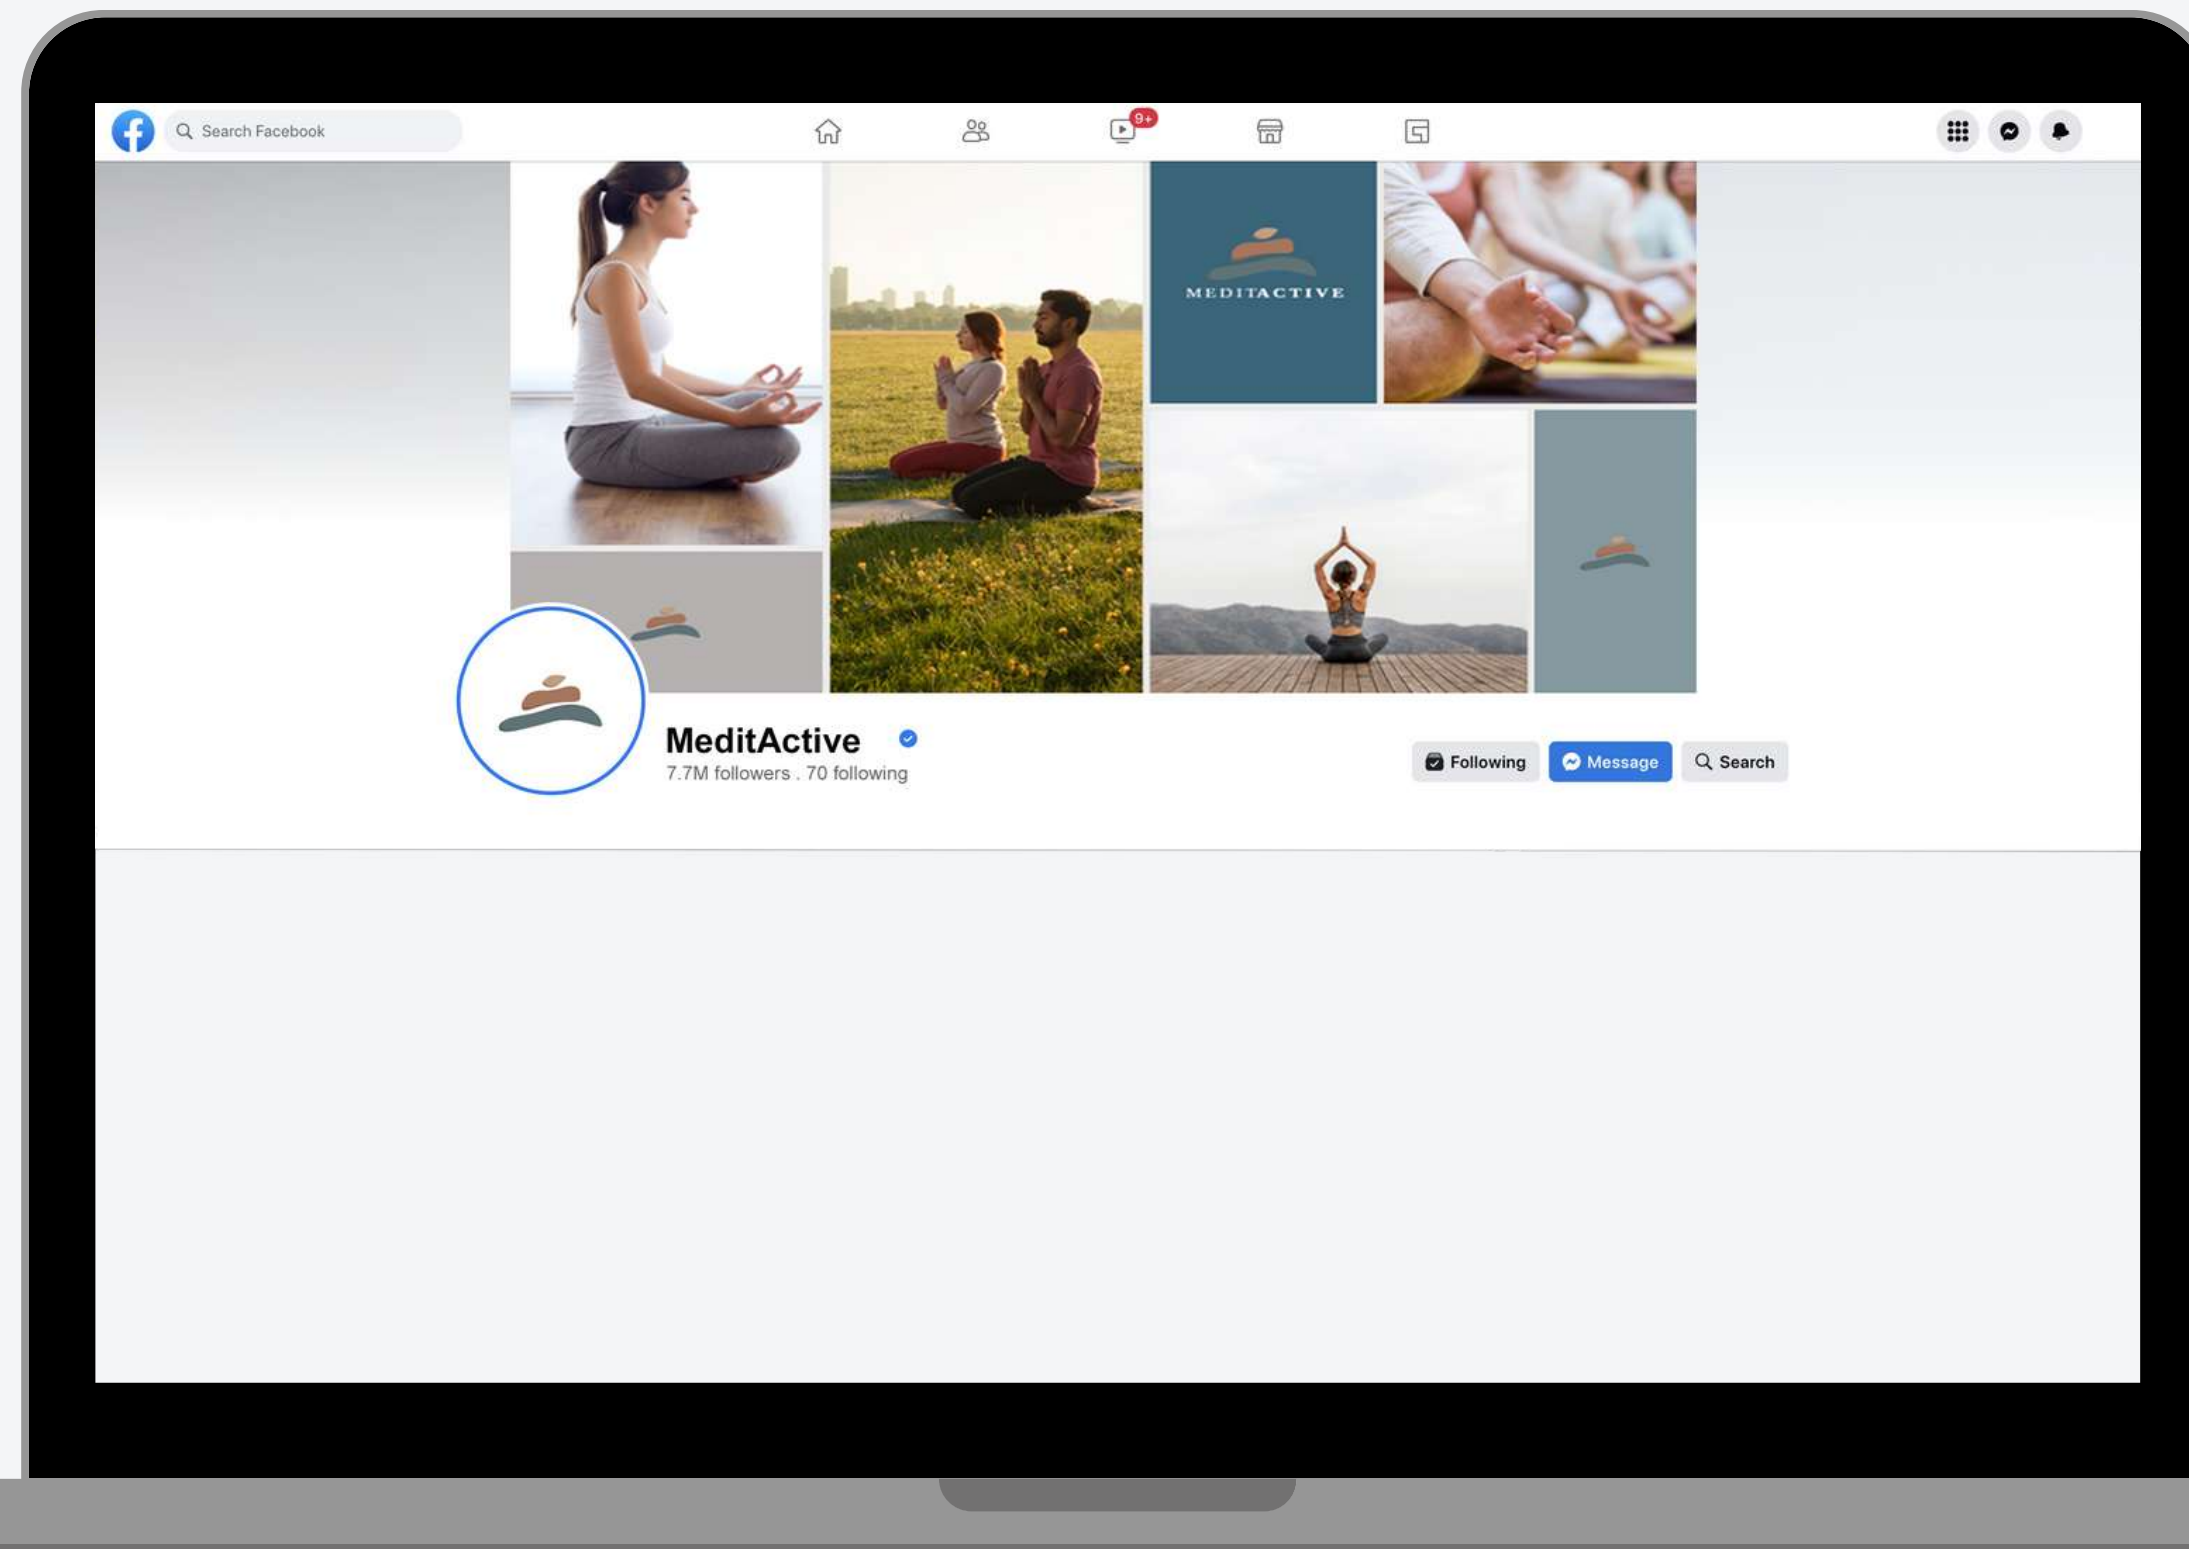 Search Facebook
9+
MEDITACTIVE
MeditActive
7.7M followers . 70 following
Following
Message
Search